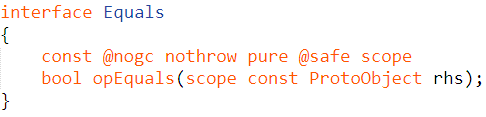 interface Equals
{
    const @nogc nothrow pure @safe scope
    bool opEquals(scope const ProtoObject rhs);
}